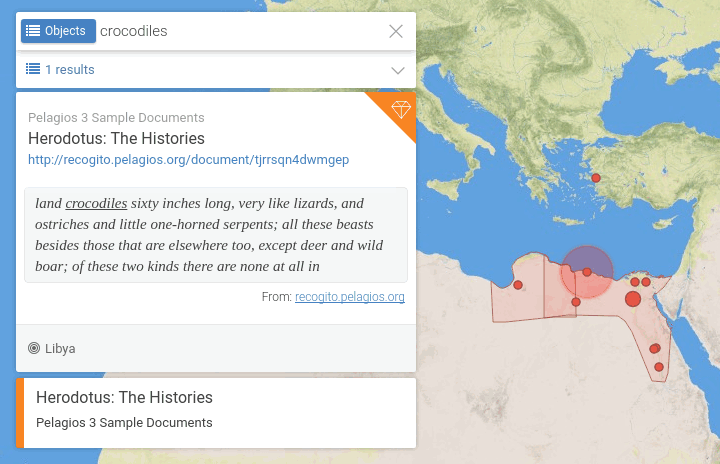 Objects crocodiles
1 results
Pelagios 3 Sample Documents
Herodotus: The Histories
http://recogito.pelagios.org/document/tjrrsqn4dwmgep
land crocodiles sixty inches long, very like lizards, and
ostriches and little one-horned serpents; all these beasts
besides those that are elsewhere too, except deer and wild
boar; of these two kinds there are none at all in
From: recogito.pelagios.org
Libya
Herodotus: The Histories
Pelagios 3 Sample Documents